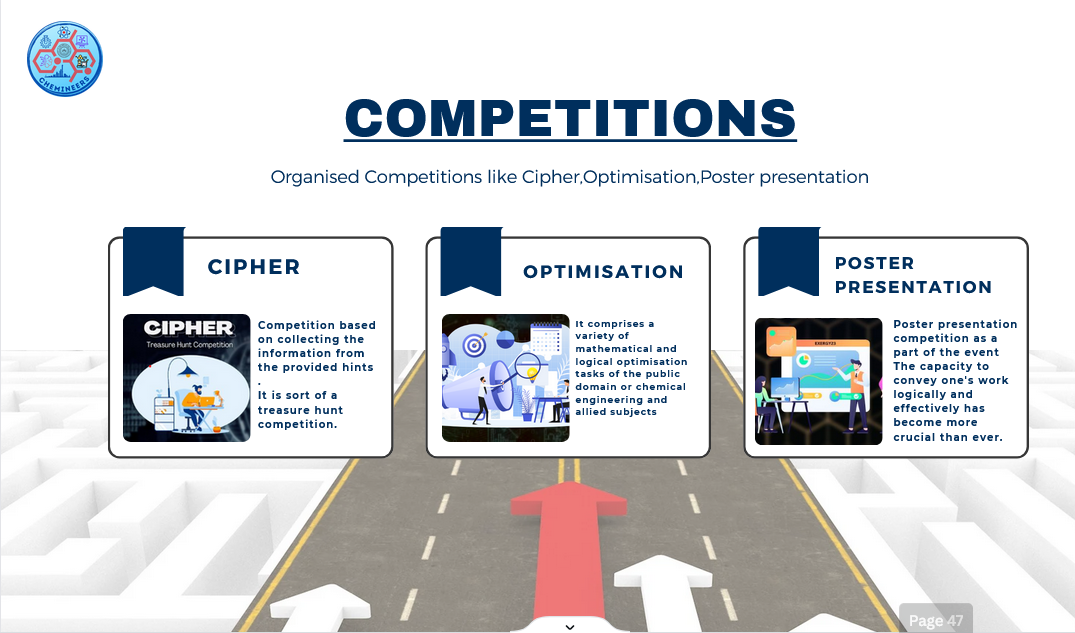 CHEMINEERS
COMPETITIONS
Organised Competitions like Cipher,Optimisation,Poster presentation
CIPHER
CIPHER
Treasure Hunt Competition
Competition based
on collecting the
information from
the provided hints
.
It is sort of a
treasure hunt
competition.
OPTIMISATION
It comprises a
variety of
mathematical and
logical optimisation
tasks of the public
domain or chemical
engineering and
allied subjects
POSTER
PRESENTATION
Poster presentation
competition as a
part of the event
The capacity to
convey one's work
logically and
effectively has
become more
crucial than ever.
Page 47